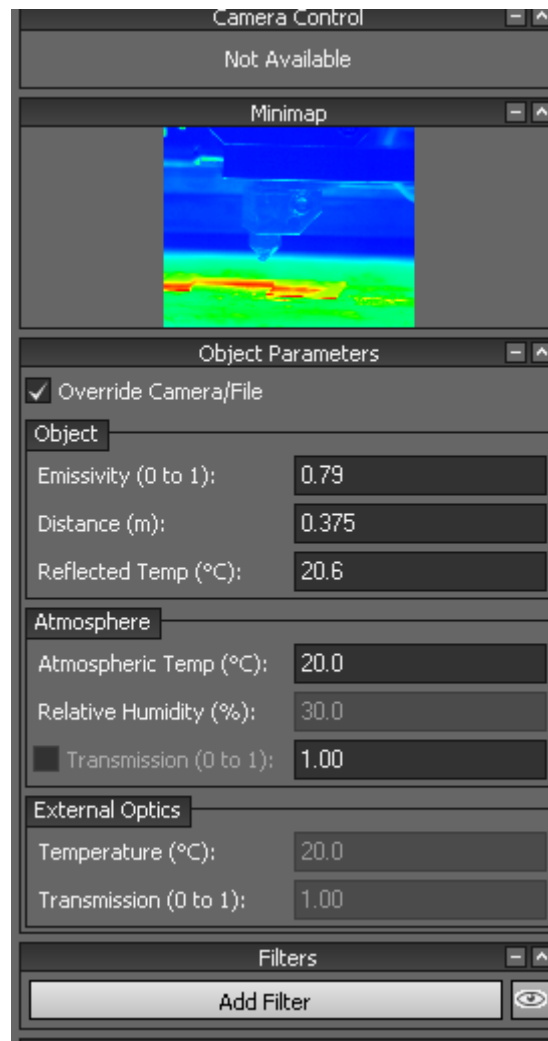 Camera Control
Not Available
Minimap
Object Parameters
Override Camera/File
Object
Emissivity (0 to 1): 0.79
Distance (m): 0.375
Reflected Temp (°C): 20.6
Atmosphere
Atmospheric Temp (°C): 20.0
Relative Humidity (%): 30.0
Transmission (0 to 1): 1.00
External Optics
Temperature (°C): 20.0
Transmission (0 to 1): 1.00
Filters
Add Filter